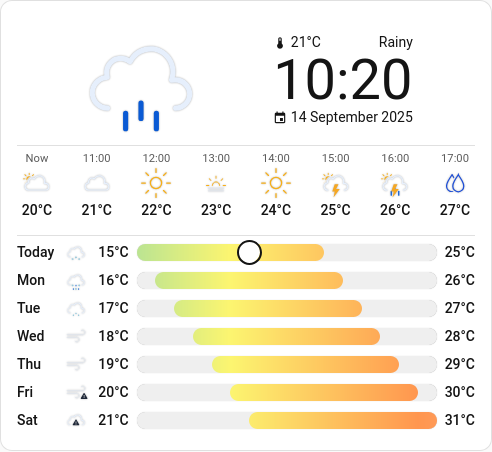 21°C Rainy
10:20
14 September 2025
Now 11:00 12:00 13:00 14:00 15:00 16:00 17:00
20°C 21°C 22°C 23°C 24°C 25°C 26°C 27°C
Today 15°C 25°C
Mon 16°C 26°C
Tue 17°C 27°C
Wed 18°C 28°C
Thu 19°C 29°C
Fri 20°C 30°C
Sat 21°C 31°C